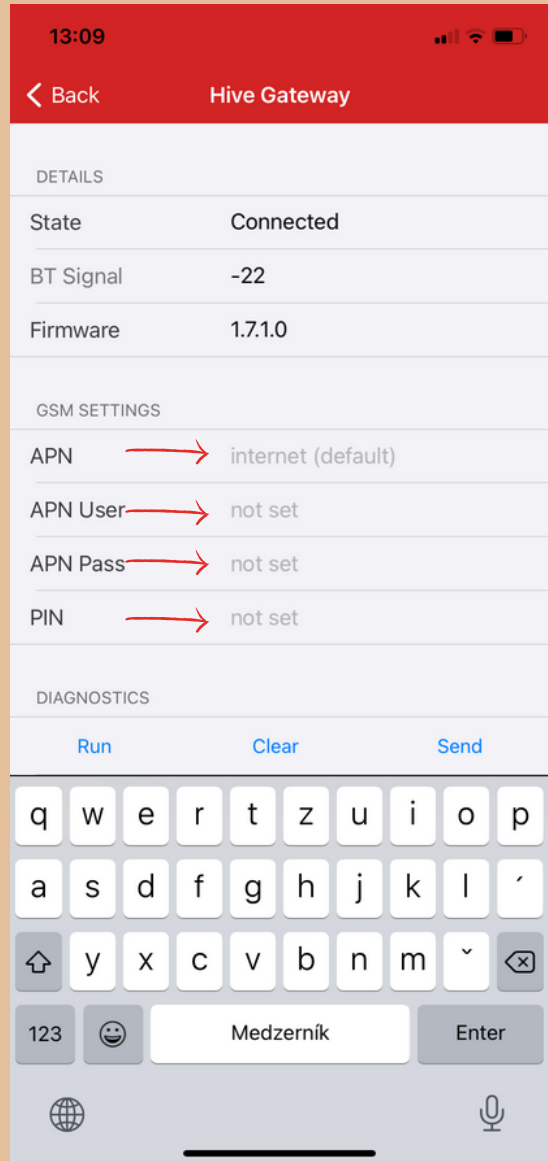 13:09
Back Hive Gateway
DETAILS
State Connected
BT Signal -22
Firmware 1.7.1.0
GSM SETTINGS
APN internet (default)
APN User not set
APN Pass not set
PIN not set
DIAGNOSTICS
Run Clear Send
q w e r t z u i o p
a s d f g h j k l ´
y x c v b n m ˇ
123 Medzerník Enter